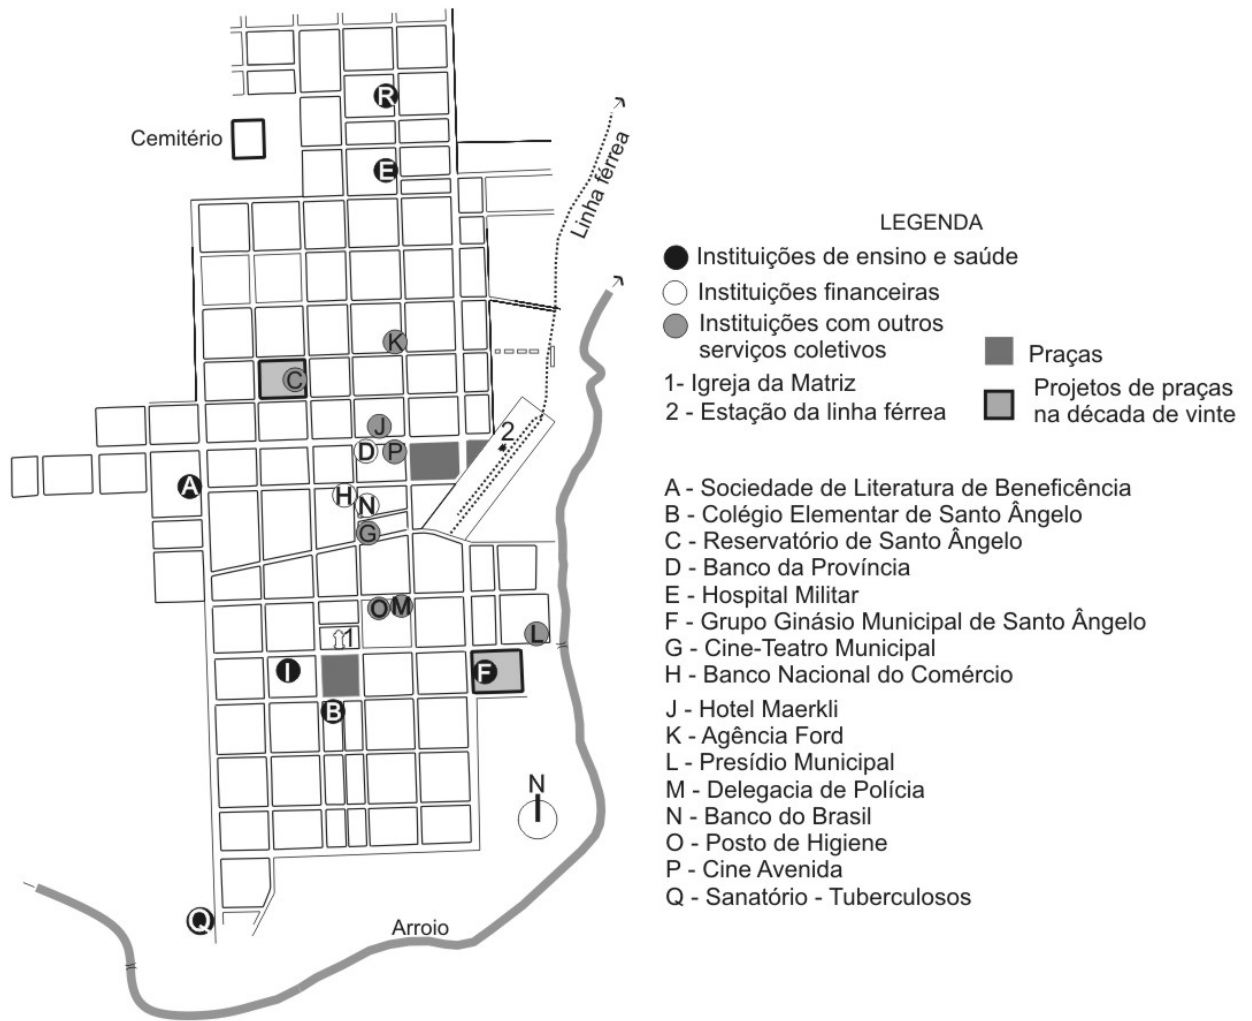 R
Cemitério
E
Linha férrea
K
C
J
2
D
P
A
H
N
G
O
M
1
L
I
F
B
N
Q
Arroio
LEGENDA
Instituições de ensino e saúde
Instituições financeiras
Instituições com outros
serviços coletivos
1- Igreja da Matriz
2 - Estação da linha férrea
Praças
Projetos de praças
na década de vinte
A - Sociedade de Literatura de Beneficência
B - Colégio Elementar de Santo Ângelo
C - Reservatório de Santo Ângelo
D - Banco da Província
E - Hospital Militar
F - Grupo Ginásio Municipal de Santo Ângelo
G - Cine-Teatro Municipal
H - Banco Nacional do Comércio
J - Hotel Maerkli
K - Agência Ford
L - Presídio Municipal
M - Delegacia de Polícia
N - Banco do Brasil
O - Posto de Higiene
P - Cine Avenida
Q - Sanatório - Tuberculosos